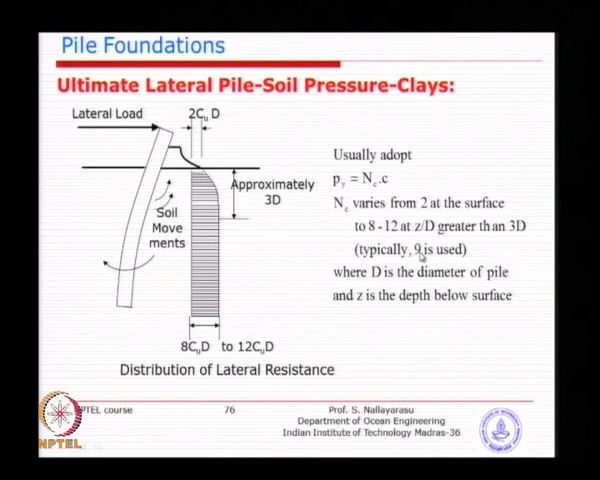 Pile Foundations
Ultimate Lateral Pile-Soil Pressure-Clays:
Lateral Load
2CuD
Approximately
3D
Soil
Move
ments
8CuD to 12CuD
Distribution of Lateral Resistance
Usually adopt
py = Nc.c
Nc varies from 2 at the surface
to 8 - 12 at z/D greater than 3D
(typically, 9 is used)
where D is the diameter of pile
and z is the depth below surface
PTEL course
76
Prof. S. Nallayarasu
Department of Ocean Engineering
Indian Institute of Technology Madras-36
NPTEL